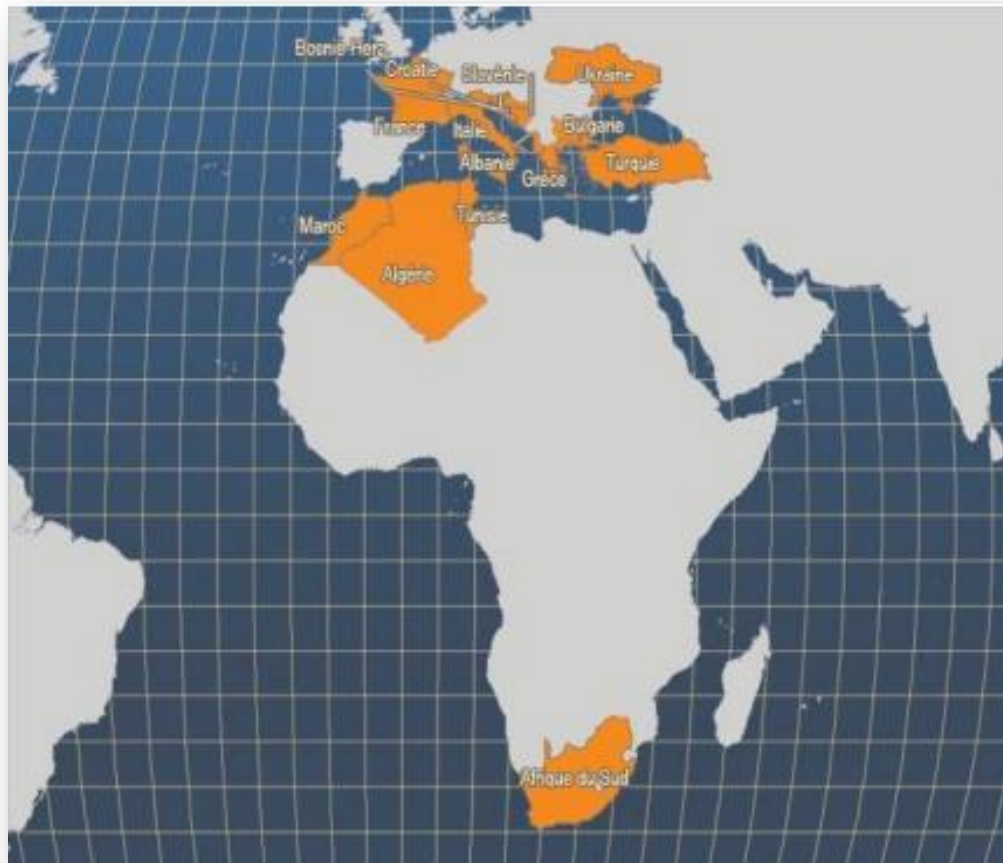 Bosnie-Herz.
Croatie
Slovénie
Ukraine
France
Italie
Bulgarie
Albanie
Grèce
Turquie
Maroc
Tunisie
Algérie
Afrique du Sud